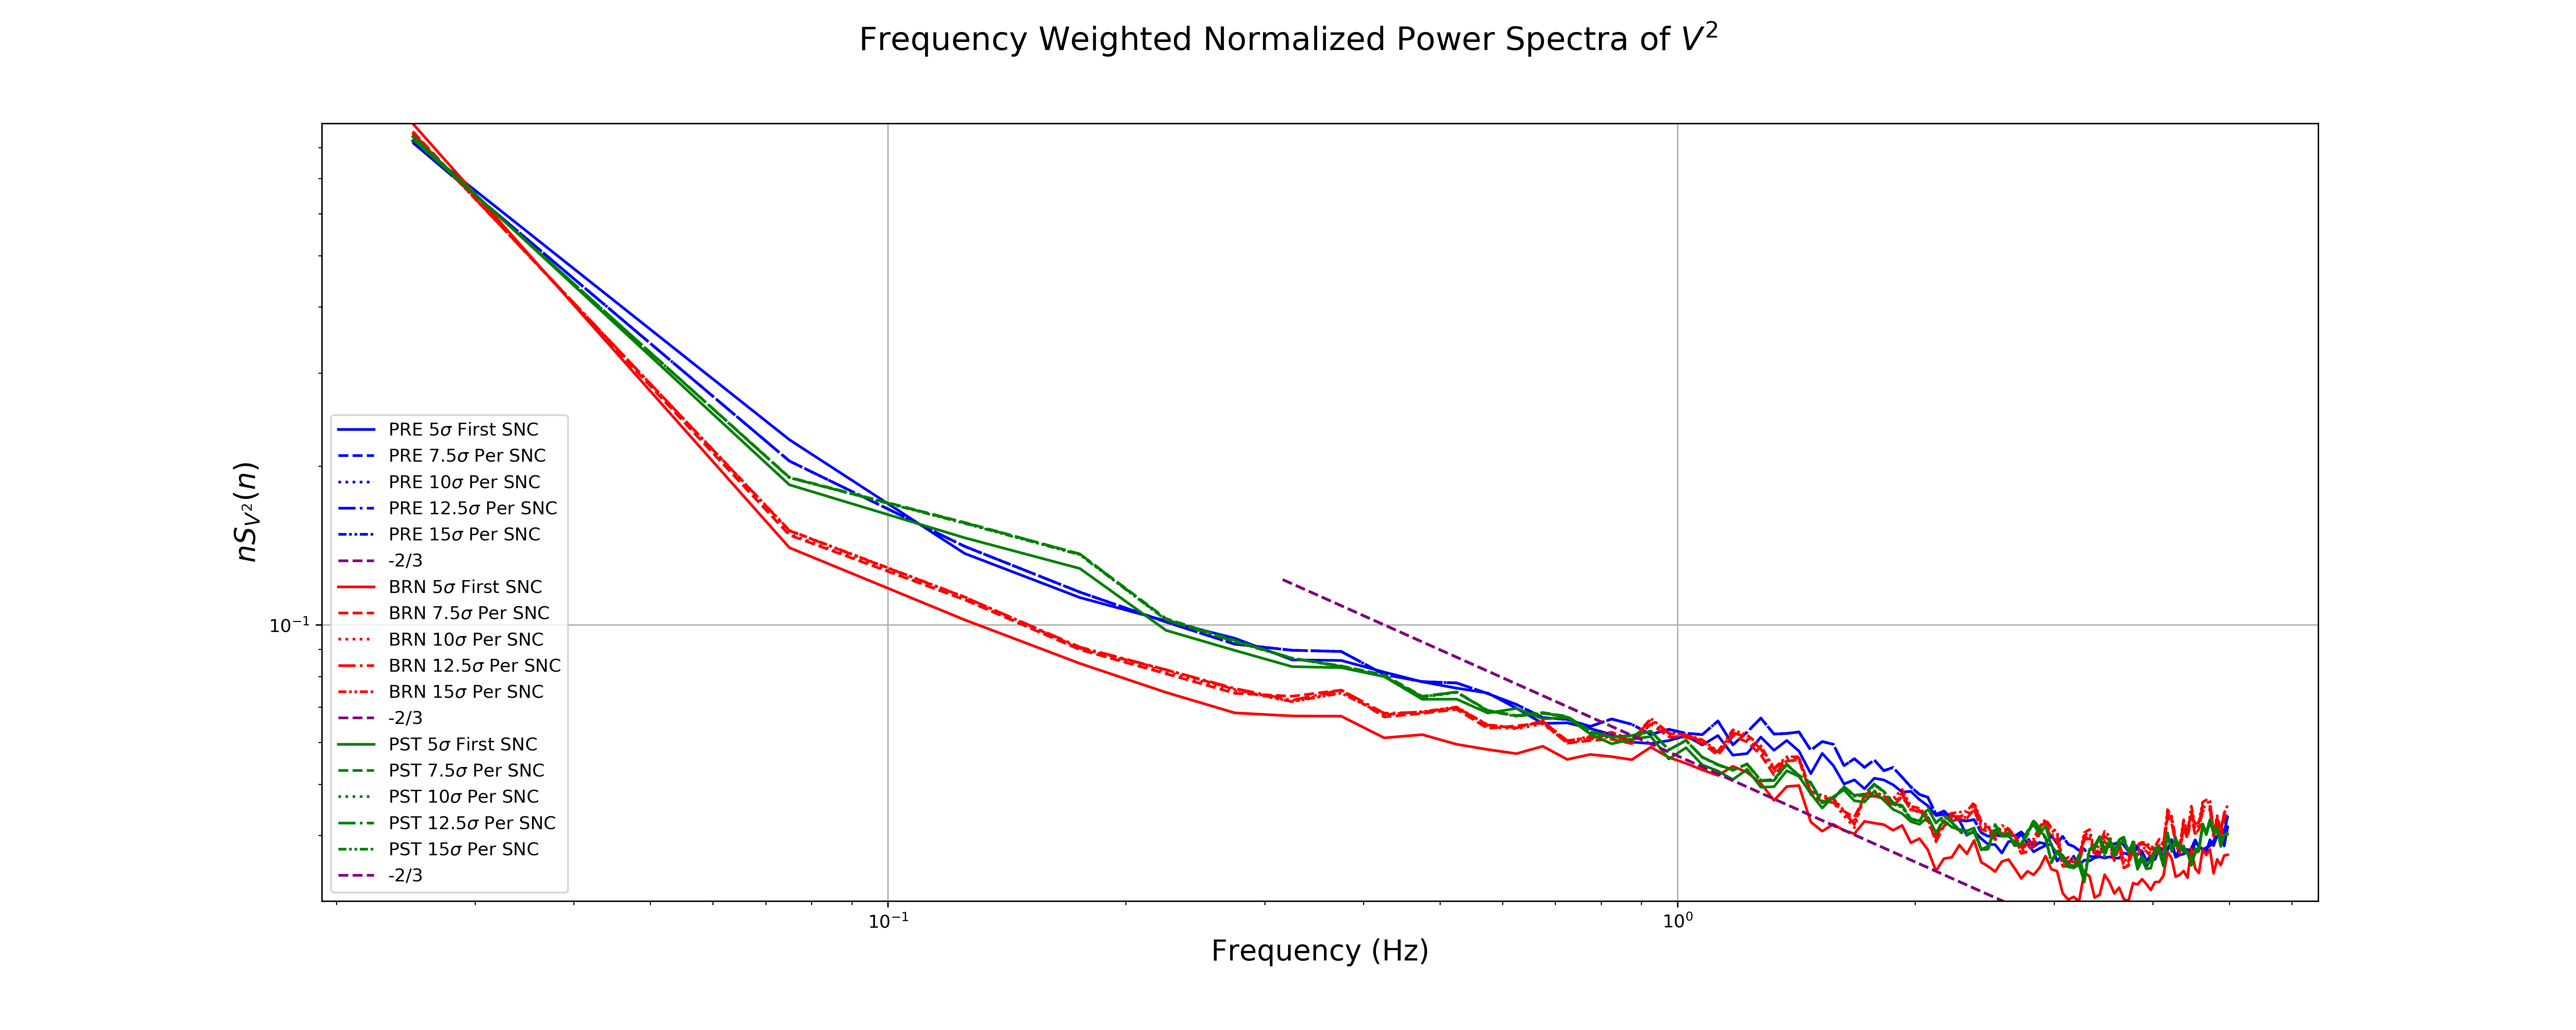 Frequency Weighted Normalized Power Spectra of V²
nS_{V²}(n)
10⁻¹
PRE 5σ First SNC
PRE 7.5σ Per SNC
PRE 10σ Per SNC
PRE 12.5σ Per SNC
PRE 15σ Per SNC
-2/3
BRN 5σ First SNC
BRN 7.5σ Per SNC
BRN 10σ Per SNC
BRN 12.5σ Per SNC
BRN 15σ Per SNC
-2/3
PST 5σ First SNC
PST 7.5σ Per SNC
PST 10σ Per SNC
PST 12.5σ Per SNC
PST 15σ Per SNC
-2/3
10⁻¹ 10⁰
Frequency (Hz)